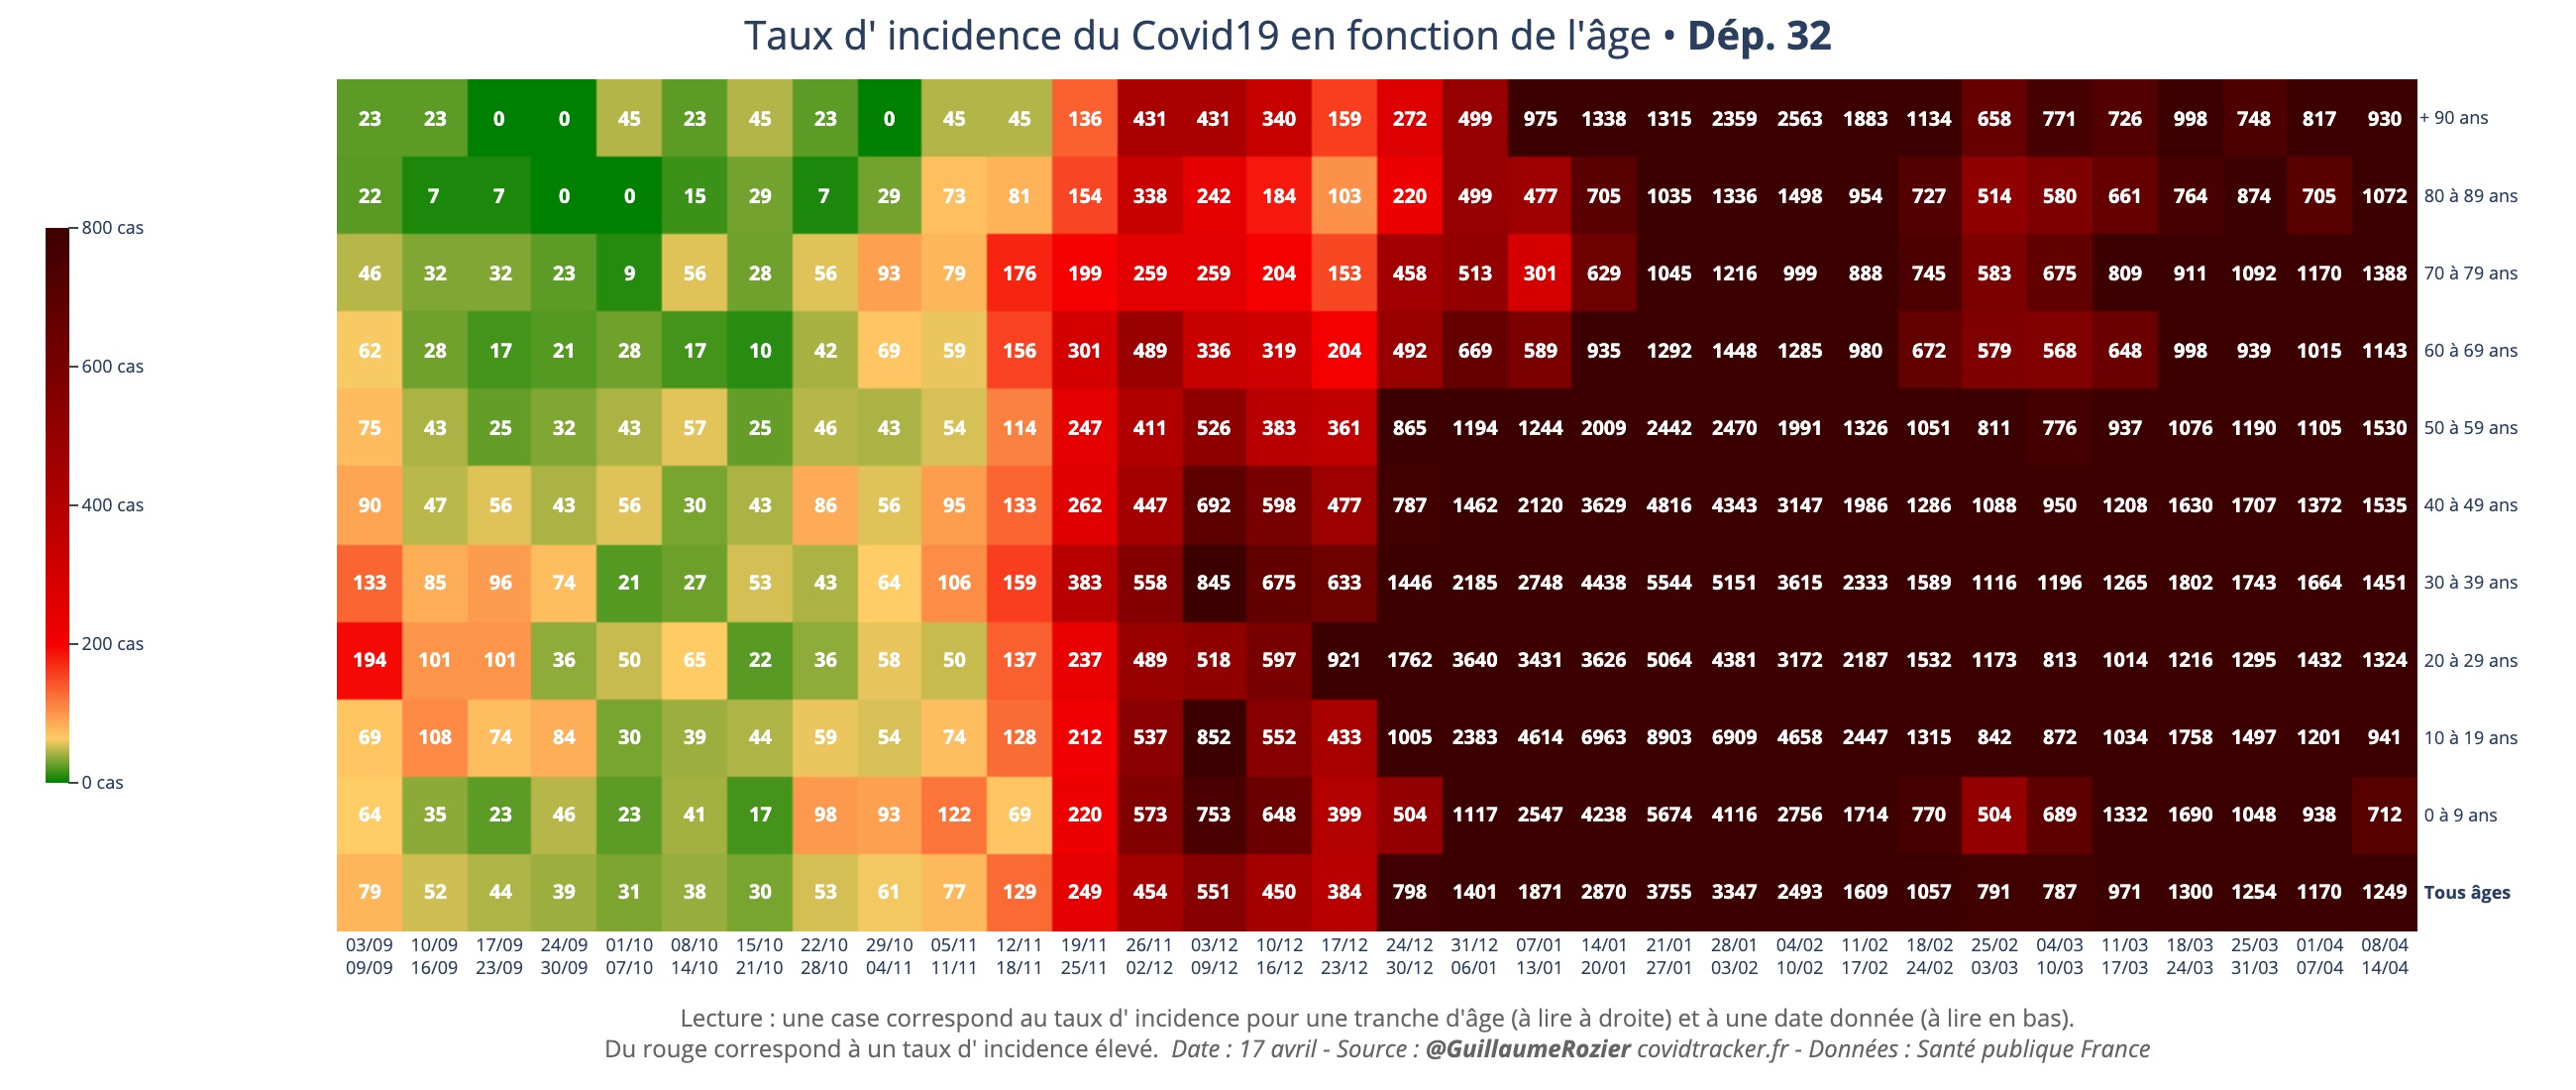 Taux d' incidence du Covid19 en fonction de l'âge • Dép. 32
800 cas
600 cas
400 cas
200 cas
0 cas
23 23 0 0 45 23 45 23 0 45 45 136 431 431 340 159 272 499 975 1338 1315 2359 2563 1883 1134 658 771 726 998 748 817 930 + 90 ans
22 7 7 0 0 15 29 7 29 73 81 154 338 242 184 103 220 499 477 705 1035 1336 1498 954 727 514 580 661 764 874 705 1072 80 à 89 ans
46 32 32 23 9 56 28 56 93 79 176 199 259 259 204 153 458 513 301 629 1045 1216 999 888 745 583 675 809 911 1092 1170 1388 70 à 79 ans
62 28 17 21 28 17 10 42 69 59 156 301 489 336 319 204 492 669 589 935 1292 1448 1285 980 672 579 568 648 998 939 1015 1143 60 à 69 ans
75 43 25 32 43 57 25 46 43 54 114 247 411 526 383 361 865 1194 1244 2009 2442 2470 1991 1326 1051 811 776 937 1076 1190 1105 1530 50 à 59 ans
90 47 56 43 56 30 43 86 56 95 133 262 447 692 598 477 787 1462 2120 3629 4816 4343 3147 1986 1286 1088 950 1208 1630 1707 1372 1535 40 à 49 ans
133 85 96 74 21 27 53 43 64 106 159 383 558 845 675 633 1446 2185 2748 4438 5544 5151 3615 2333 1589 1116 1196 1265 1802 1743 1664 1451 30 à 39 ans
194 101 101 36 50 65 22 36 58 50 137 237 489 518 597 921 1762 3640 3431 3626 5064 4381 3172 2187 1532 1173 813 1014 1216 1295 1432 1324 20 à 29 ans
69 108 74 84 30 39 44 59 54 74 128 212 537 852 552 433 1005 2383 4614 6963 8903 6909 4658 2447 1315 842 872 1034 1758 1497 1201 941 10 à 19 ans
64 35 23 46 23 41 17 98 93 122 69 220 573 753 648 399 504 1117 2547 4238 5674 4116 2756 1714 770 504 689 1332 1690 1048 938 712 0 à 9 ans
79 52 44 39 31 38 30 53 61 77 129 249 454 551 450 384 798 1401 1871 2870 3755 3347 2493 1609 1057 791 787 971 1300 1254 1170 1249 Tous âges
03/09 10/09 17/09 24/09 01/10 08/10 15/10 22/10 29/10 05/11 12/11 19/11 26/11 03/12 10/12 17/12 24/12 31/12 07/01 14/01 21/01 28/01 04/02 11/02 18/02 25/02 04/03 11/03 18/03 25/03 01/04 08/04
09/09 16/09 23/09 30/09 07/10 14/10 21/10 28/10 04/11 11/11 18/11 25/11 02/12 09/12 16/12 23/12 30/12 06/01 13/01 20/01 27/01 03/02 10/02 17/02 24/02 03/03 10/03 17/03 24/03 31/03 07/04 14/04
Lecture : une case correspond au taux d' incidence pour une tranche d'âge (à lire à droite) et à une date donnée (à lire en bas).
Du rouge correspond à un taux d' incidence élevé. Date : 17 avril - Source : @GuillaumeRozier covidtracker.fr - Données : Santé publique France